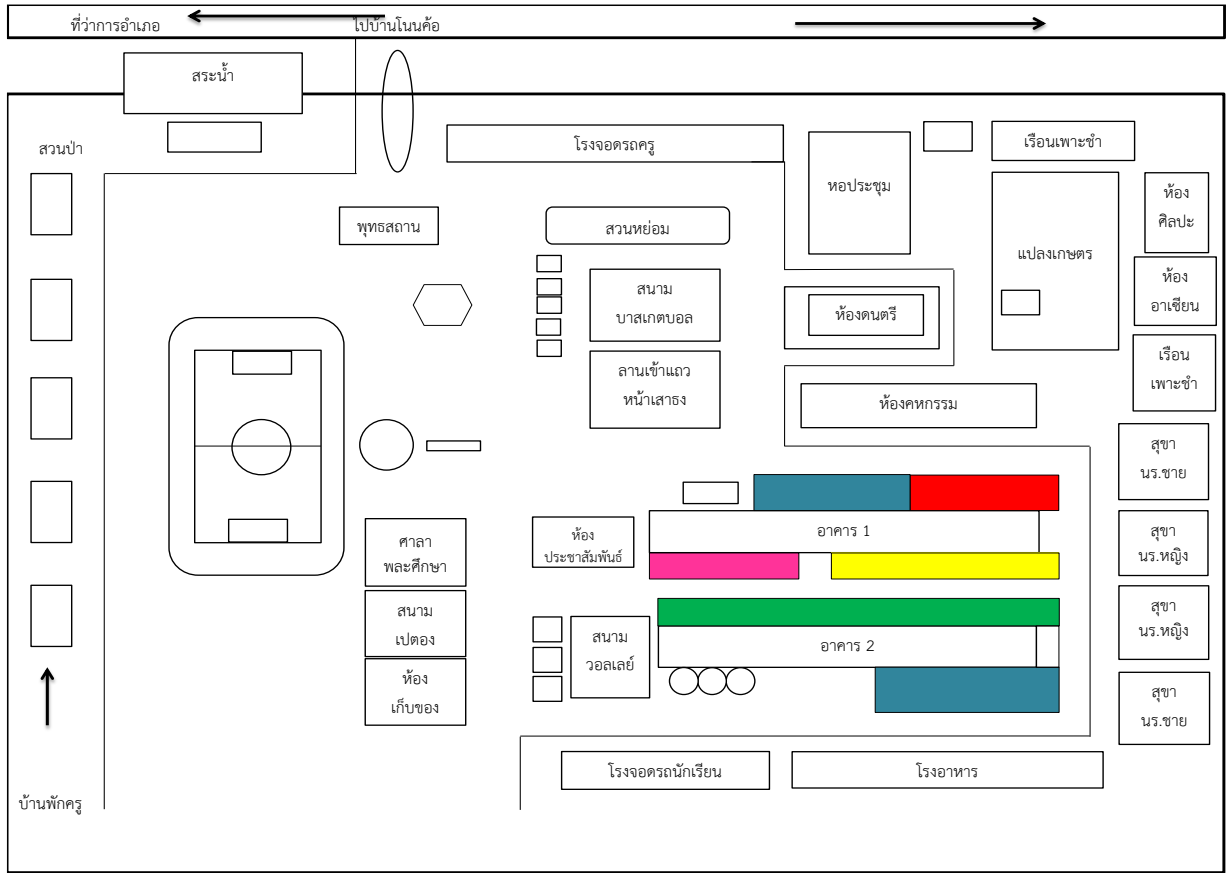 ที่ว่าการอำเภอ
ไปบ้านโนนค้อ
สระน้ำ
สวนป่า
โรงจอดรถครู
หอประชุม
เรือนเพาะชำ
พุทธสถาน
สวนหย่อม
แปลงเกษตร
ห้อง
ศิลปะ
สนาม
บาสเกตบอล
ห้องดนตรี
ห้อง
อาเซียน
ลานเข้าแถว
หน้าเสาธง
ห้องคหกรรม
เรือน
เพาะชำ
สุขา
นร.ชาย
ศาลา
พละศึกษา
ห้อง
ประชาสัมพันธ์
อาคาร 1
สุขา
นร.หญิง
สนาม
เปตอง
สนาม
วอลเลย์
อาคาร 2
สุขา
นร.หญิง
ห้อง
เก็บของ
สุขา
นร.ชาย
โรงจอดรถนักเรียน
โรงอาหาร
บ้านพักครู